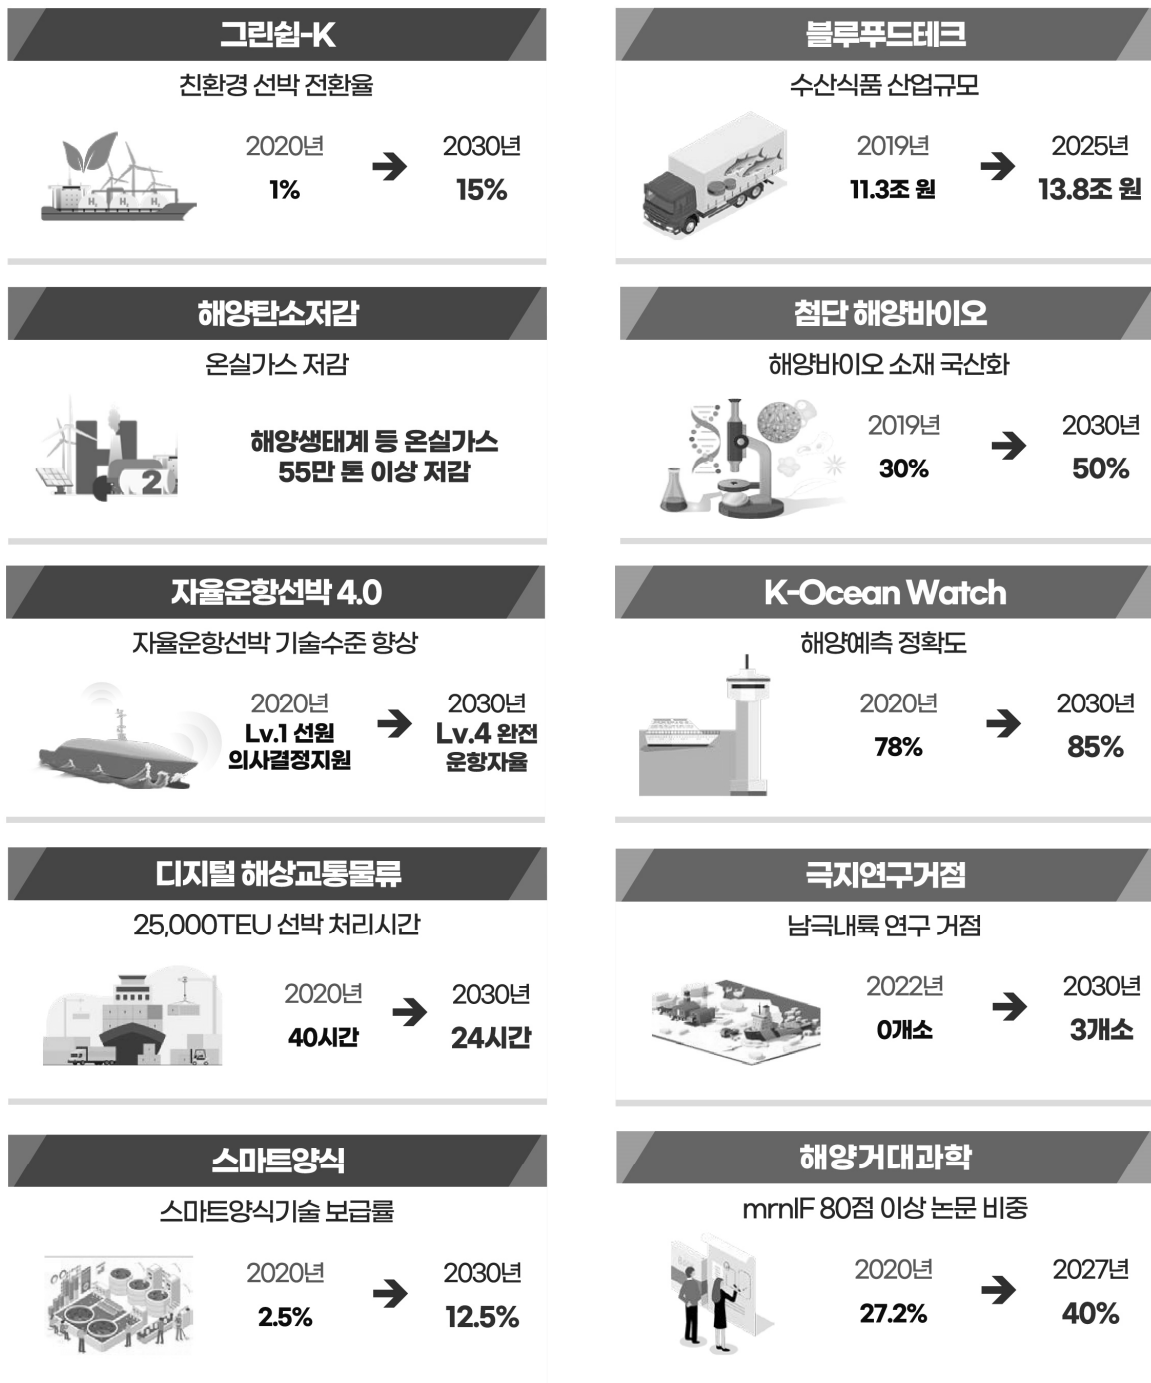 그린쉽-K
친환경 선박 전환율
2020년
1%
2030년
15%
H₂ H₂ H₂
블루푸드테크
수산식품 산업규모
2019년
11.3조 원
2025년
13.8조 원
해양탄소저감
온실가스 저감
해양생태계 등 온실가스
55만 톤 이상 저감
H
2
첨단 해양바이오
해양바이오 소재 국산화
2019년
30%
2030년
50%
자율운항선박 4.0
자율운항선박 기술수준 향상
2020년
Lv.1 선원
의사결정지원
2030년
Lv.4 완전
운항자율
K-Ocean Watch
해양예측 정확도
2020년
78%
2030년
85%
디지털 해상교통물류
25,000TEU 선박 처리시간
2020년
40시간
2030년
24시간
극지연구거점
남극내륙 연구 거점
2022년
0개소
2030년
3개소
스마트양식
스마트양식기술 보급률
2020년
2.5%
2030년
12.5%
해양거대과학
mrnIF 80점 이상 논문 비중
2020년
27.2%
2027년
40%